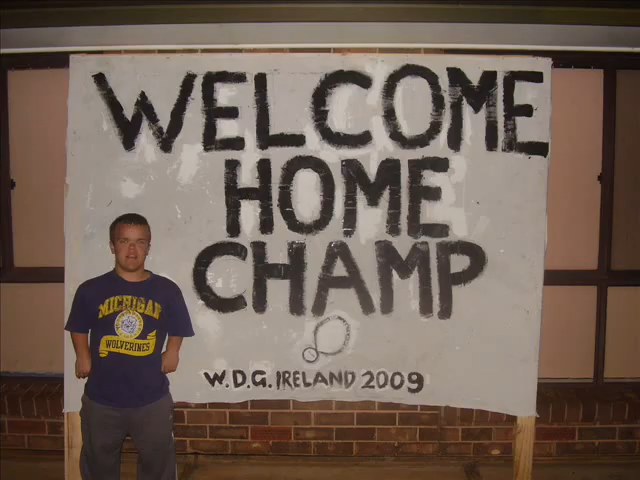 WELCOME
HOME
CHAMP
W.D.G. IRELAND 2009
MICHIGAN
WOLVERINES